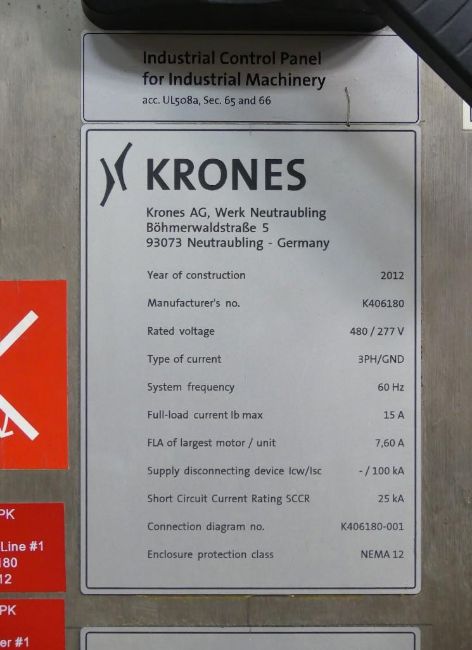 Industrial Control Panel
for Industrial Machinery
acc. UL508a, Sec. 65 and 66
KRONES
Krones AG, Werk Neutraubling
Böhmerwaldstraße 5
93073 Neutraubling - Germany
Year of construction 2012
Manufacturer's no. K406180
Rated voltage 480 / 277 V
Type of current 3PH/GND
System frequency 60 Hz
Full-load current Ib max 15 A
FLA of largest motor / unit 7,60 A
Supply disconnecting device Icw/Isc - / 100 kA
Short Circuit Current Rating SCCR 25 kA
Connection diagram no. K406180-001
Enclosure protection class NEMA 12
PK
Line #1
180
12
PK
er #1